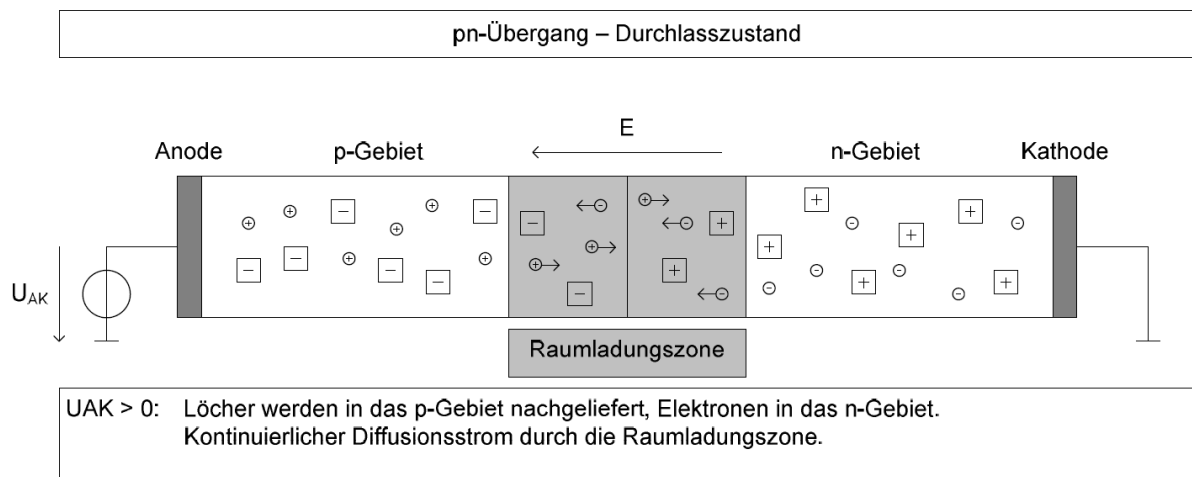 pn-Übergang – Durchlasszustand
E
Anode p-Gebiet n-Gebiet Kathode
U_AK
Raumladungszone
UAK > 0: Löcher werden in das p-Gebiet nachgeliefert, Elektronen in das n-Gebiet.
Kontinuierlicher Diffusionsstrom durch die Raumladungszone.